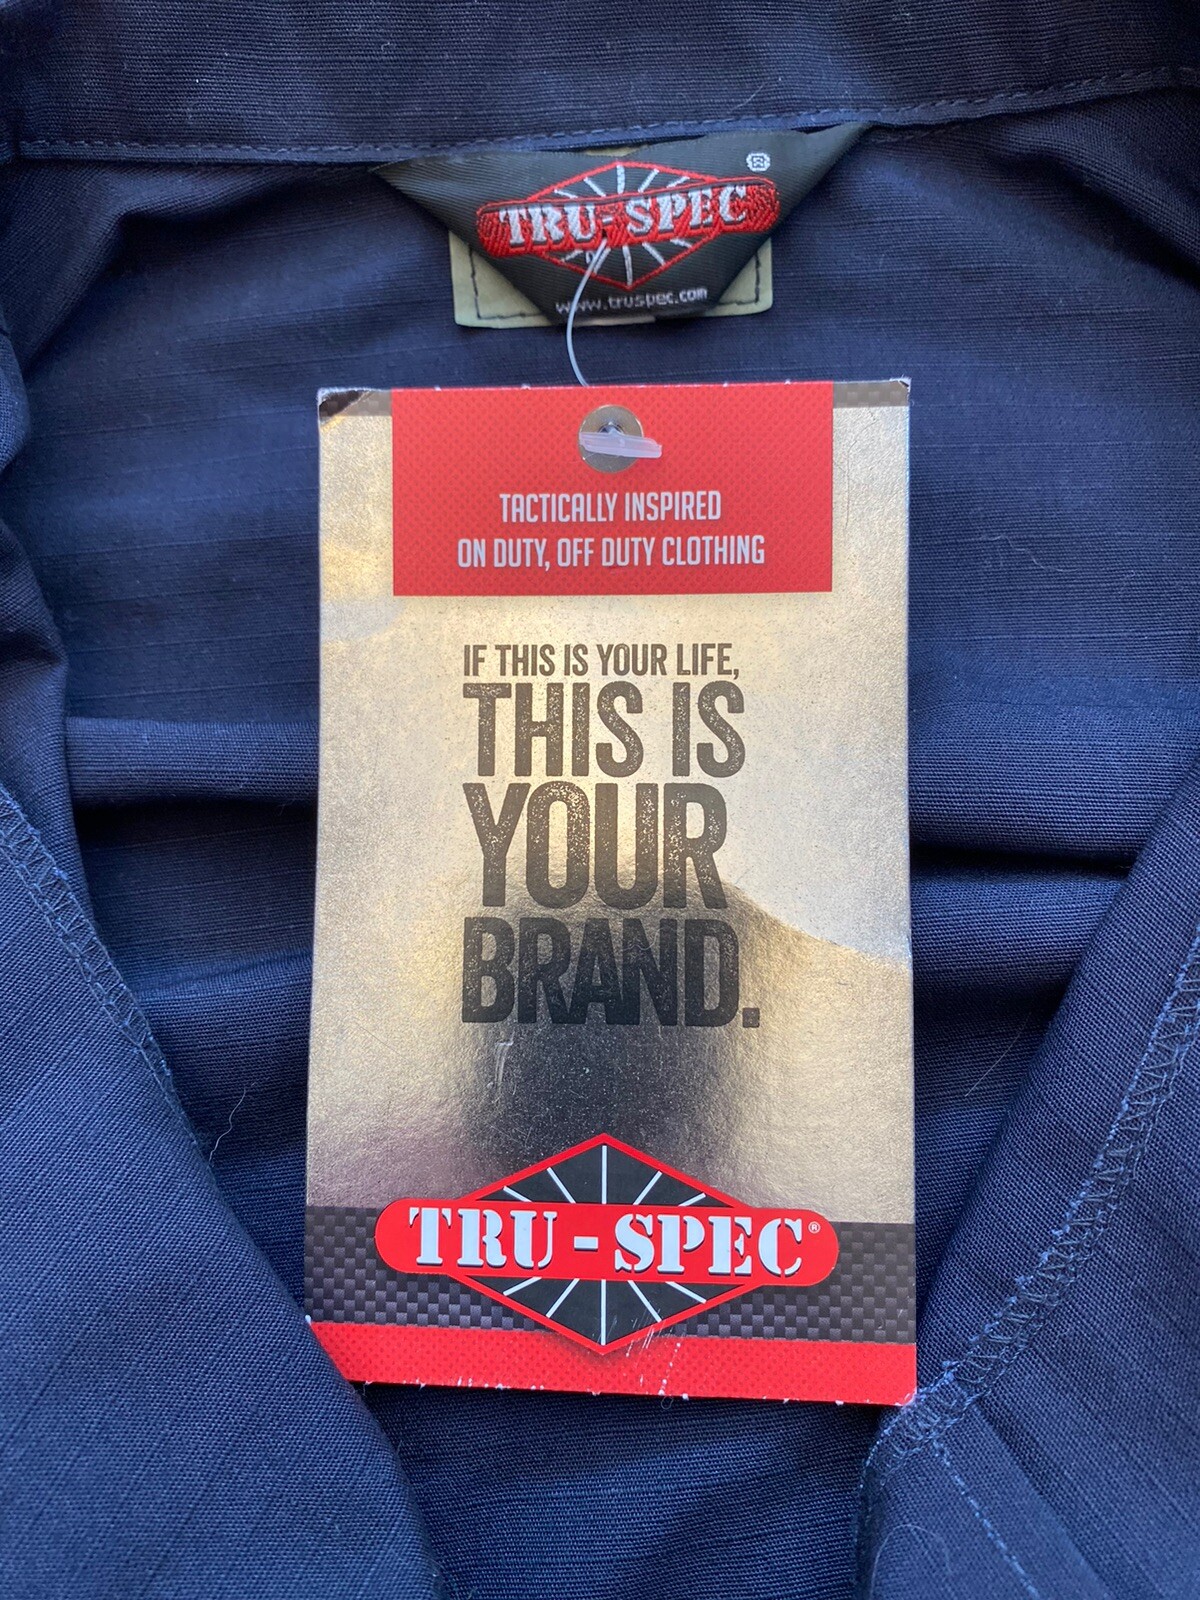 TRU-SPEC®
www.truspec.com
TACTICALLY INSPIRED
ON DUTY, OFF DUTY CLOTHING
IF THIS IS YOUR LIFE,
THIS IS
YOUR
BRAND.
TRU-SPEC®